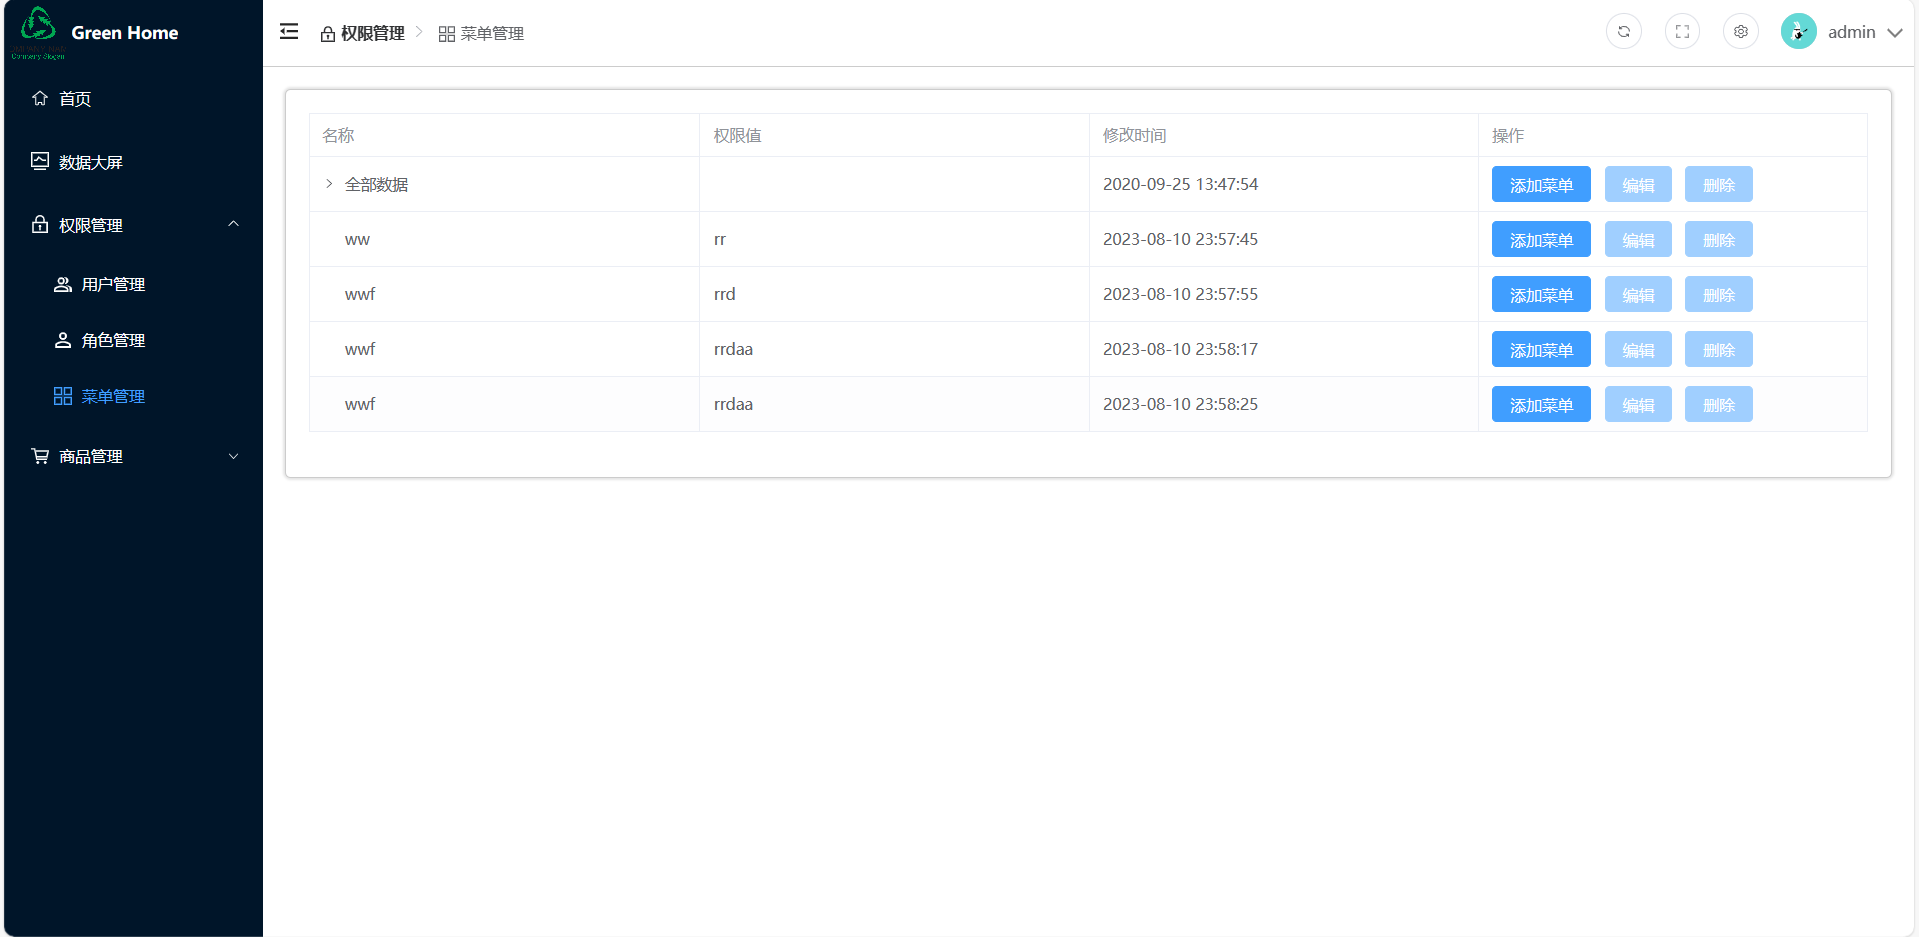 Green Home
Company Slogan
首页
数据大屏
权限管理
用户管理
角色管理
菜单管理
商品管理
权限管理 菜单管理
admin
名称 权限值 修改时间 操作
全部数据 2020-09-25 13:47:54 添加菜单 编辑 删除
ww rr 2023-08-10 23:57:45 添加菜单 编辑 删除
wwf rrd 2023-08-10 23:57:55 添加菜单 编辑 删除
wwf rrdaa 2023-08-10 23:58:17 添加菜单 编辑 删除
wwf rrdaa 2023-08-10 23:58:25 添加菜单 编辑 删除